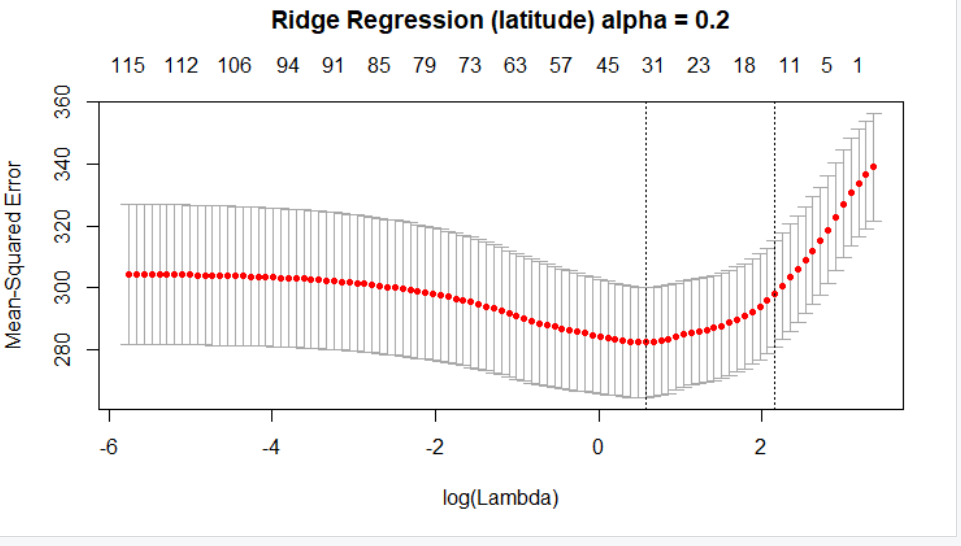 Ridge Regression (latitude) alpha = 0.2
115 112 106 94 91 85 79 73 63 57 45 31 23 18 11 5 1
360
340
320
300
280
Mean-Squared Error
-6 -4 -2 0 2
log(Lambda)